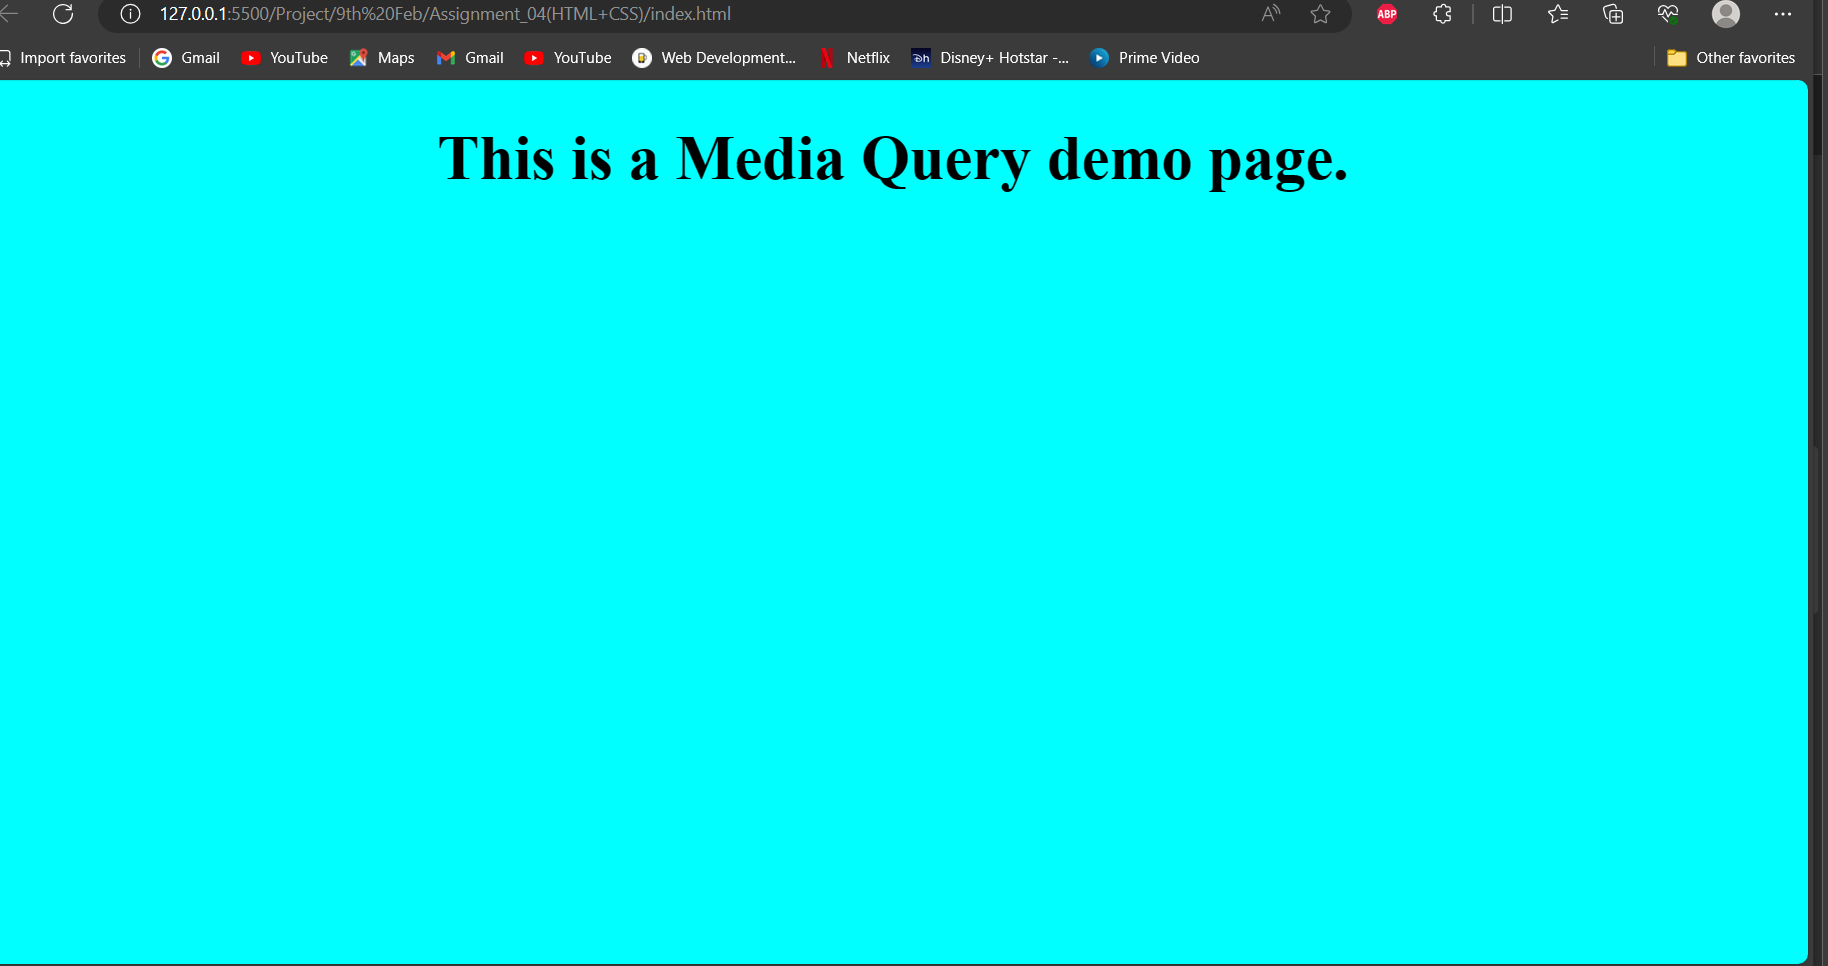 127.0.0.1:5500/Project/9th%20Feb/Assignment_04(HTML+CSS)/index.html A ABP
Import favorites Gmail YouTube Maps Gmail YouTube Web Development... Netflix Disney+ Hotstar -... Prime Video Other favorites
This is a Media Query demo page.